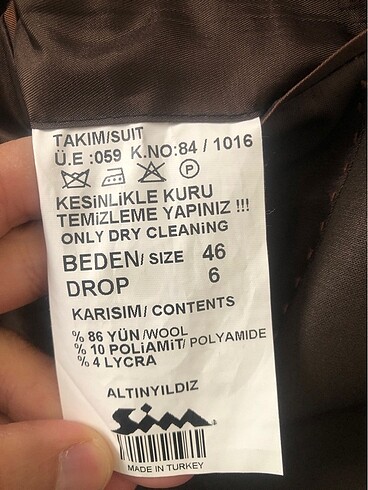 TAKIM/SUIT
Ü.E :059 K.NO:84 / 1016
P
KESİNLİKLE KURU
TEMİZLEME YAPINIZ !!!
ONLY DRY CLEANiNG
BEDEN/ SIZE 46
DROP 6
KARISIM/ CONTENTS
% 86 YÜN/WOOL
% 10 POLİAMİT/ POLYAMIDE
% 4 LYCRA
ALTINYILDIZ
Sim
MADE IN TURKEY